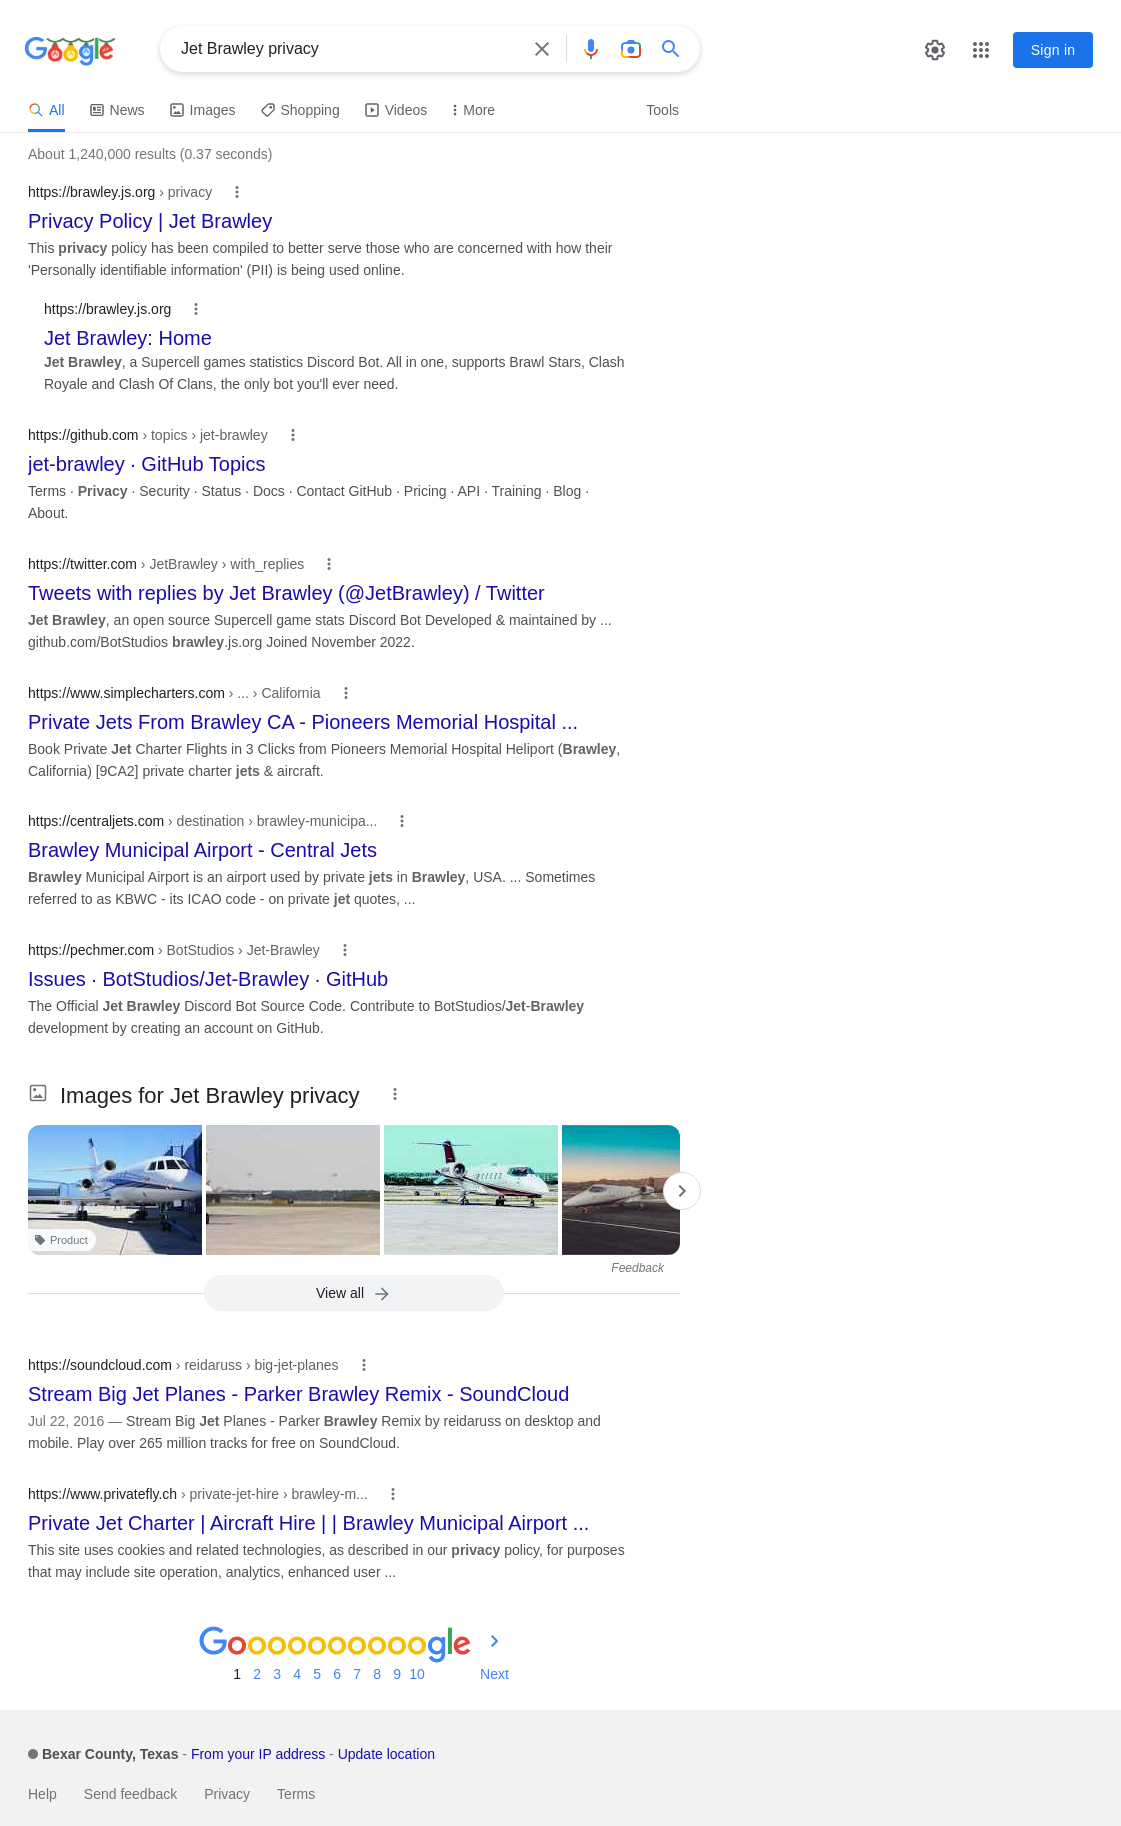 Google
Jet Brawley privacy
Sign in
All News Images Shopping Videos More Tools
About 1,240,000 results (0.37 seconds)
https://brawley.js.org › privacy
Privacy Policy | Jet Brawley
This privacy policy has been compiled to better serve those who are concerned with how their
'Personally identifiable information' (PII) is being used online.
https://brawley.js.org
Jet Brawley: Home
Jet Brawley, a Supercell games statistics Discord Bot. All in one, supports Brawl Stars, Clash
Royale and Clash Of Clans, the only bot you'll ever need.
https://github.com › topics › jet-brawley
jet-brawley · GitHub Topics
Terms · Privacy · Security · Status · Docs · Contact GitHub · Pricing · API · Training · Blog ·
About.
https://twitter.com › JetBrawley › with_replies
Tweets with replies by Jet Brawley (@JetBrawley) / Twitter
Jet Brawley, an open source Supercell game stats Discord Bot Developed & maintained by ...
github.com/BotStudios brawley.js.org Joined November 2022.
https://www.simplecharters.com › ... › California
Private Jets From Brawley CA - Pioneers Memorial Hospital ...
Book Private Jet Charter Flights in 3 Clicks from Pioneers Memorial Hospital Heliport (Brawley,
California) [9CA2] private charter jets & aircraft.
https://centraljets.com › destination › brawley-municipa...
Brawley Municipal Airport - Central Jets
Brawley Municipal Airport is an airport used by private jets in Brawley, USA. ... Sometimes
referred to as KBWC - its ICAO code - on private jet quotes, ...
https://pechmer.com › BotStudios › Jet-Brawley
Issues · BotStudios/Jet-Brawley · GitHub
The Official Jet Brawley Discord Bot Source Code. Contribute to BotStudios/Jet-Brawley
development by creating an account on GitHub.
Images for Jet Brawley privacy
Product
Feedback
View all
https://soundcloud.com › reidaruss › big-jet-planes
Stream Big Jet Planes - Parker Brawley Remix - SoundCloud
Jul 22, 2016 — Stream Big Jet Planes - Parker Brawley Remix by reidaruss on desktop and
mobile. Play over 265 million tracks for free on SoundCloud.
https://www.privatefly.ch › private-jet-hire › brawley-m...
Private Jet Charter | Aircraft Hire | | Brawley Municipal Airport ...
This site uses cookies and related technologies, as described in our privacy policy, for purposes
that may include site operation, analytics, enhanced user ...
Goooooooooogle
1 2 3 4 5 6 7 8 9 10 Next
Bexar County, Texas - From your IP address - Update location
Help Send feedback Privacy Terms